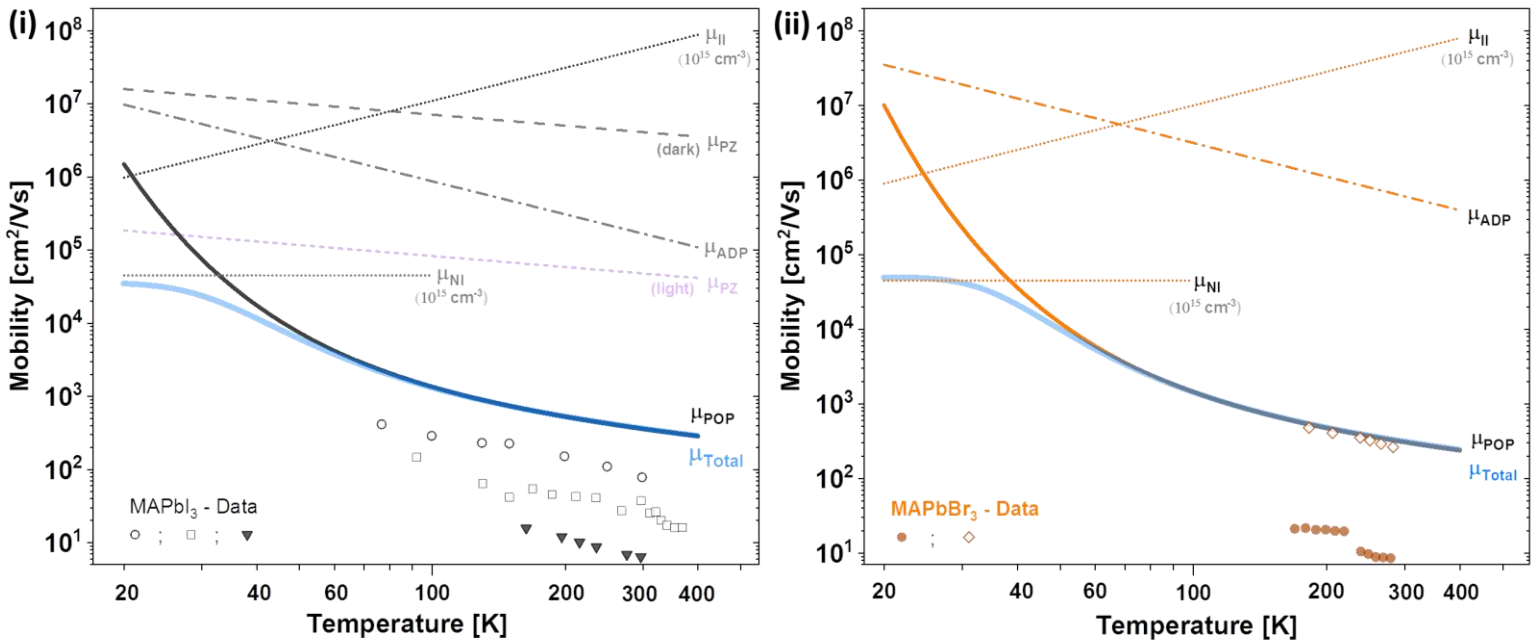 (i)
10⁸
10⁷
10⁶
10⁵
10⁴
10³
10²
10¹
Mobility [cm²/Vs]
μII
(10¹⁵ cm⁻³)
(dark) μPZ
μADP
μNI
(10¹⁵ cm⁻³)
(light) μPZ
μPOP
μTotal
MAPbI₃ - Data
; ;
20 40 60 100 200 300 400
Temperature [K]
(ii)
10⁸
10⁷
10⁶
10⁵
10⁴
10³
10²
10¹
Mobility [cm²/Vs]
μII
(10¹⁵ cm⁻³)
μADP
μNI
(10¹⁵ cm⁻³)
μPOP
μTotal
MAPbBr₃ - Data
;
20 40 60 100 200 300 400
Temperature [K]